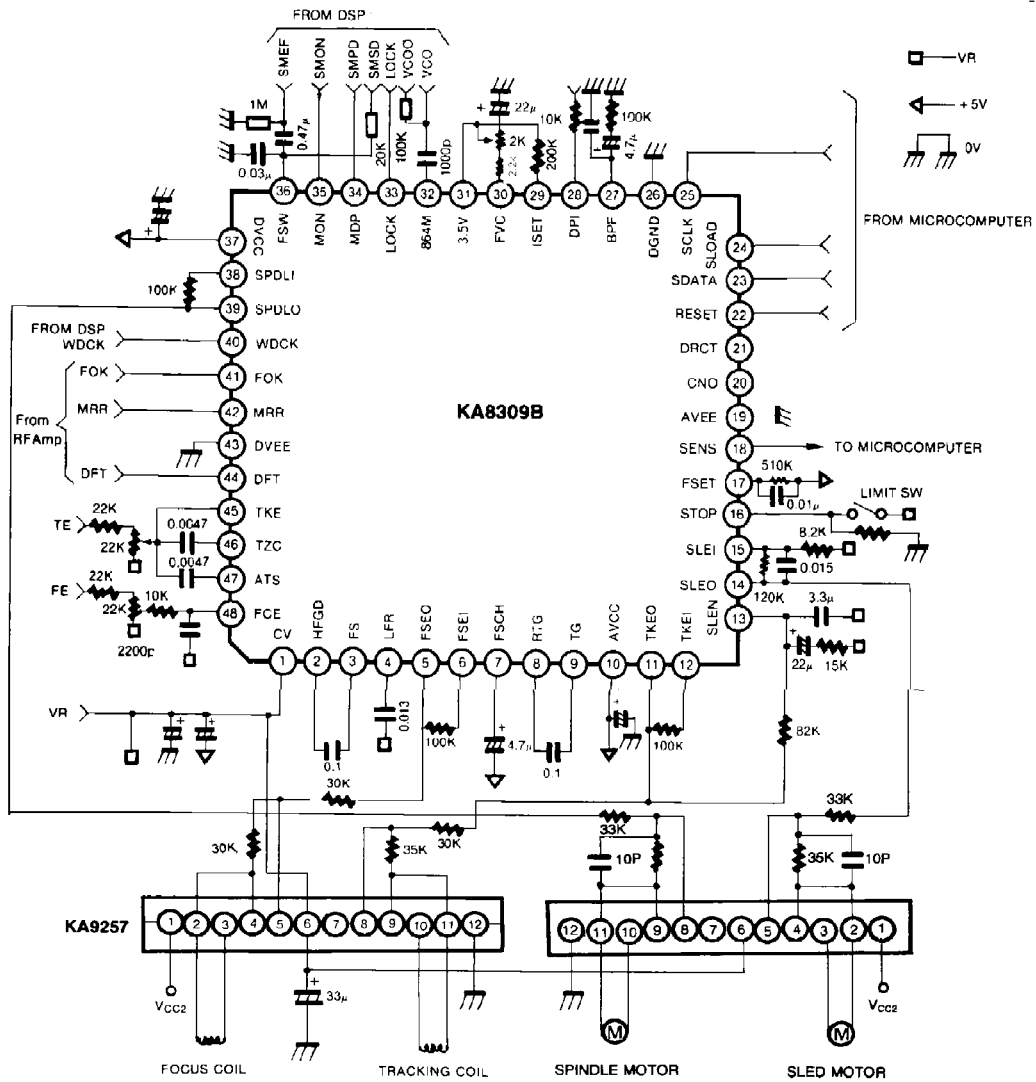 FROM DSP
SMEF
SMON
SMPD
SMSD
LOCK
VCOO
VCO
VR
+5V
0V
1M
0.47μ
0.03μ
20K
100K
1000p
22μ
2K
2.2K
200K
10K
100K
4.7μ
36 35 34 33 32 31 30 29 28 27 26 25
FSW
MON
MDP
LOCK
864M
3.5V
FVC
ISET
DPI
BPF
DGND
SCLK
FROM MICROCOMPUTER
37 DVCC
38 SPDLI
100K
39 SPDLO
FROM DSP
WDCK
40 WDCK
FOK 41 FOK
MRR 42 MRR
From
RFAmp
43 DVEE
DFT 44 DFT
45 TKE
TE 22K
22K
0.0047
46 TZC
0.0047
47 ATS
FE 22K
22K
10K
48 FCE
2200p
KA8309B
SLOAD 24
SDATA 23
RESET 22
DRCT 21
CNO 20
AVEE 19
SENS 18
TO MICROCOMPUTER
FSET 17
510K
0.01μ
STOP 16
LIMIT SW
SLEI 15
8.2K
0.015
SLEO 14
120K
SLEN 13
3.3μ
22μ
15K
CV
HFGD
FS
LFR
FSEO
FSEI
FSCH
RTG
TG
AVCC
TKEO
TKEI
1 2 3 4 5 6 7 8 9 10 11 12
VR
0.1
0.013
100K
4.7μ
0.1
100K
82K
30K
30K
35K
30K
33K
10P
33K
35K
10P
KA9257
1 2 3 4 5 6 7 8 9 10 11 12
12 11 10 9 8 7 6 5 4 3 2 1
VCC2
33μ
M
M
VCC2
FOCUS COIL
TRACKING COIL
SPINDLE MOTOR
SLED MOTOR